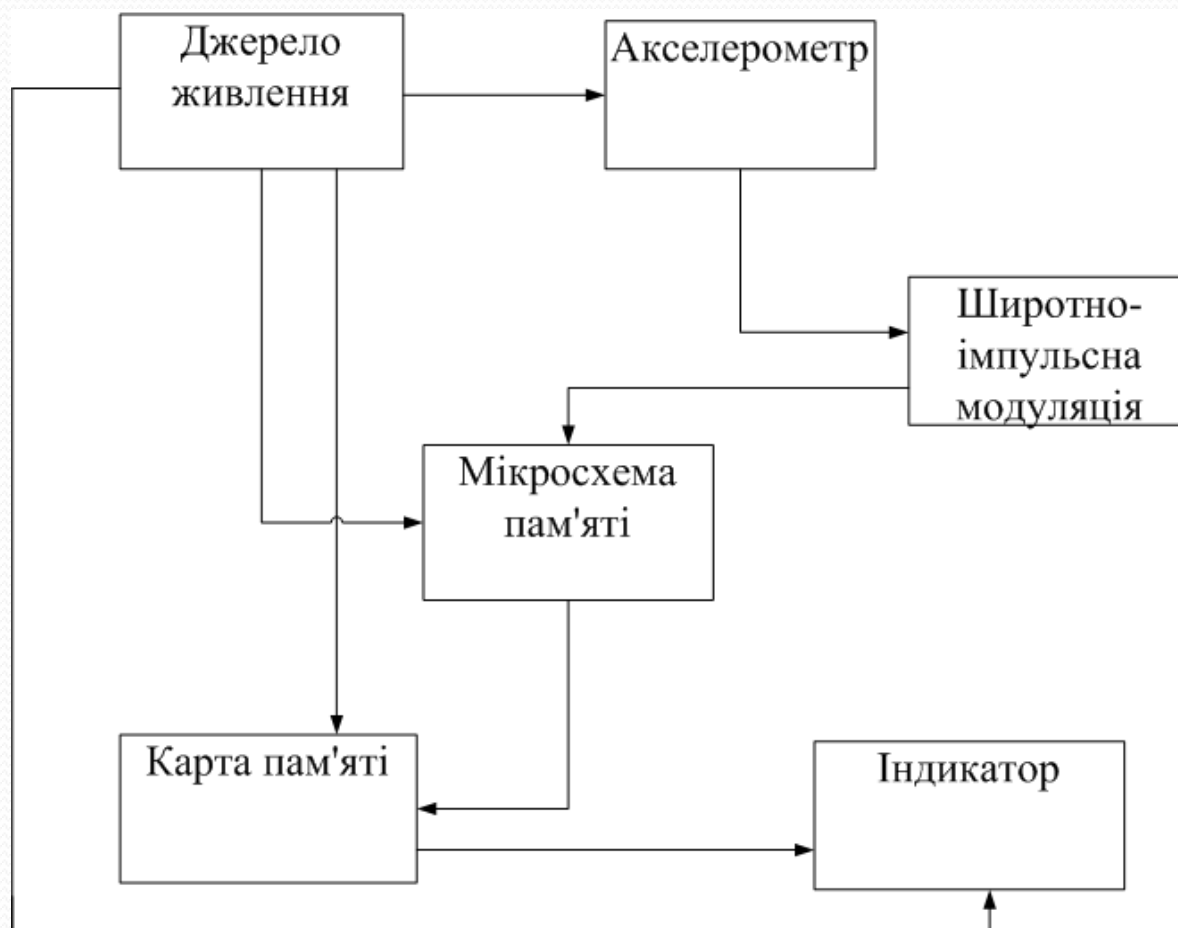 Джерело
живлення
Акселерометр
Широтно-
імпульсна
модуляція
Мікросхема
пам'яті
Карта пам'яті
Індикатор